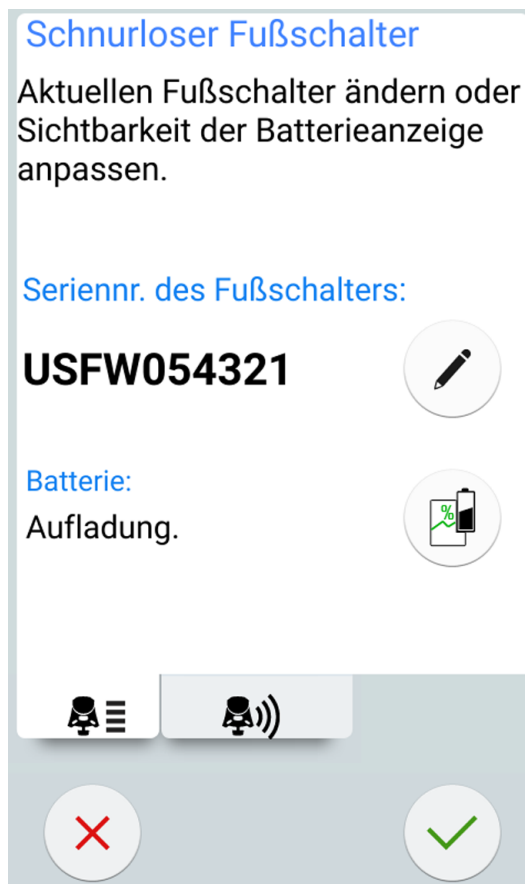 Schnurloser Fußschalter
Aktuellen Fußschalter ändern oder
Sichtbarkeit der Batterieanzeige
anpassen.
Seriennr. des Fußschalters:
USFW054321
Batterie:
Aufladung.
%